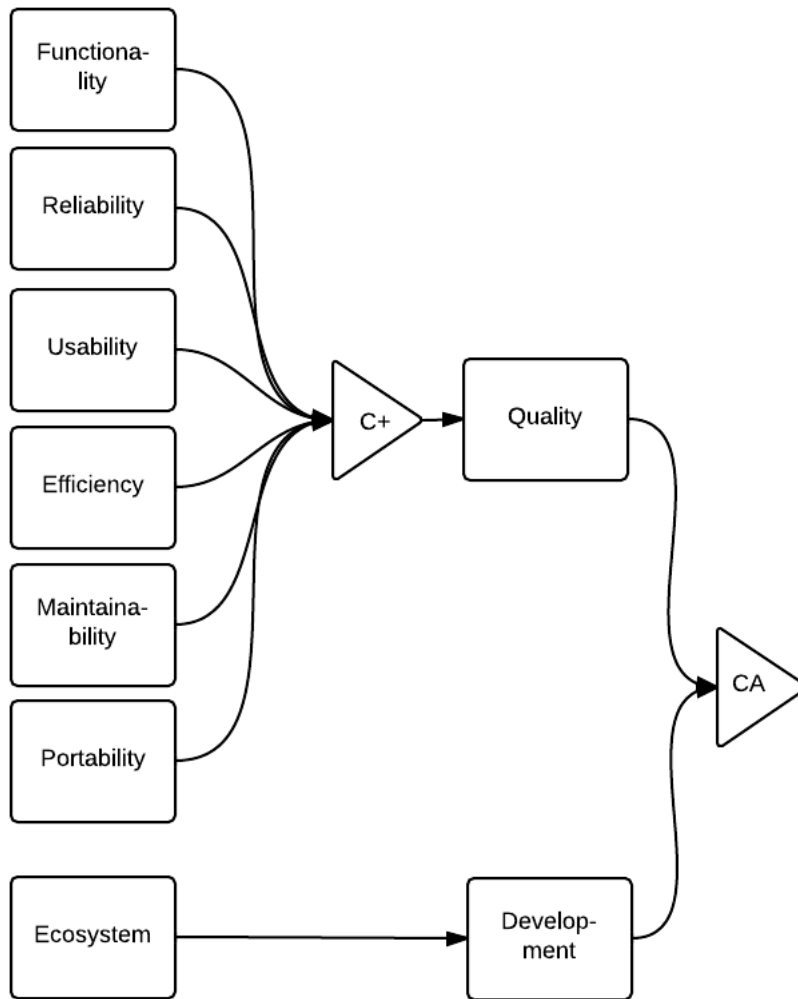 Functiona-
lity
Reliability
Usability
C+
Quality
Efficiency
Maintaina-
bility
CA
Portability
Ecosystem
Develop-
ment